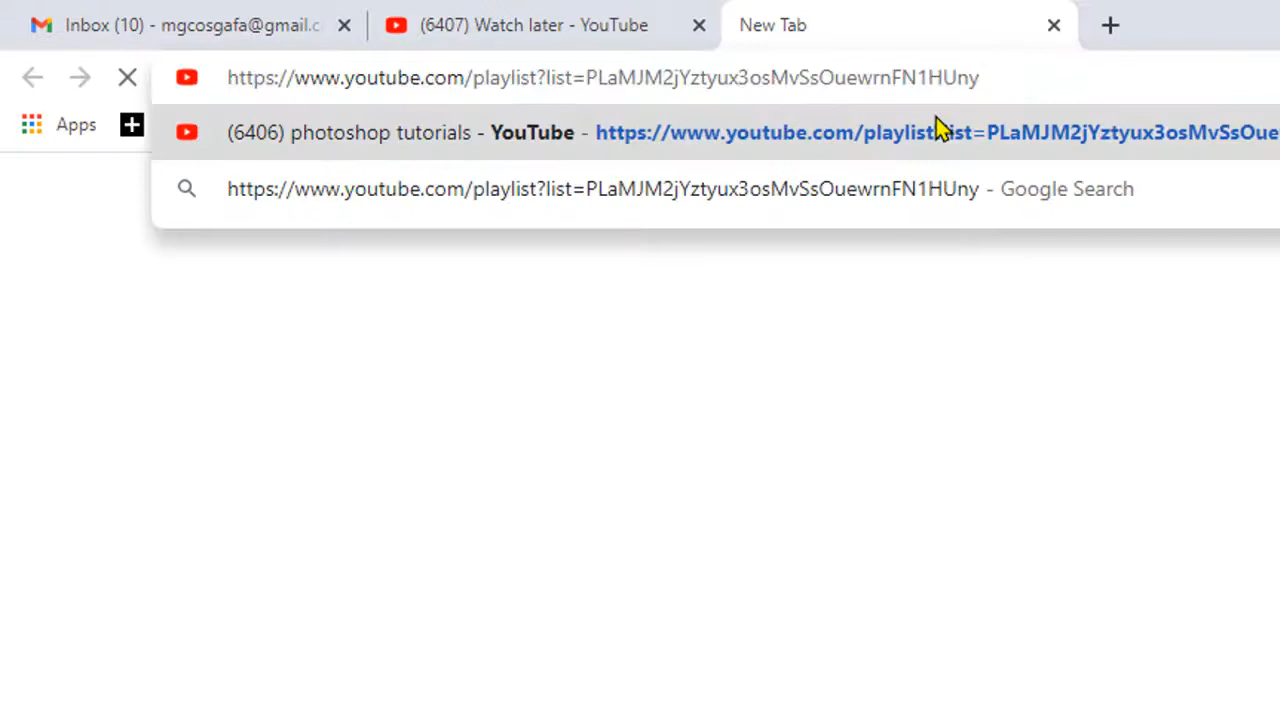 Inbox (10) - mgcosgafa@gmail.c
(6407) Watch later - YouTube
New Tab
https://www.youtube.com/playlist?list=PLaMJM2jYztyux3osMvSsOuewrnFN1HUny
Apps
(6406) photoshop tutorials - YouTube - https://www.youtube.com/playlist?list=PLaMJM2jYztyux3osMvSsOue
https://www.youtube.com/playlist?list=PLaMJM2jYztyux3osMvSsOuewrnFN1HUny - Google Search